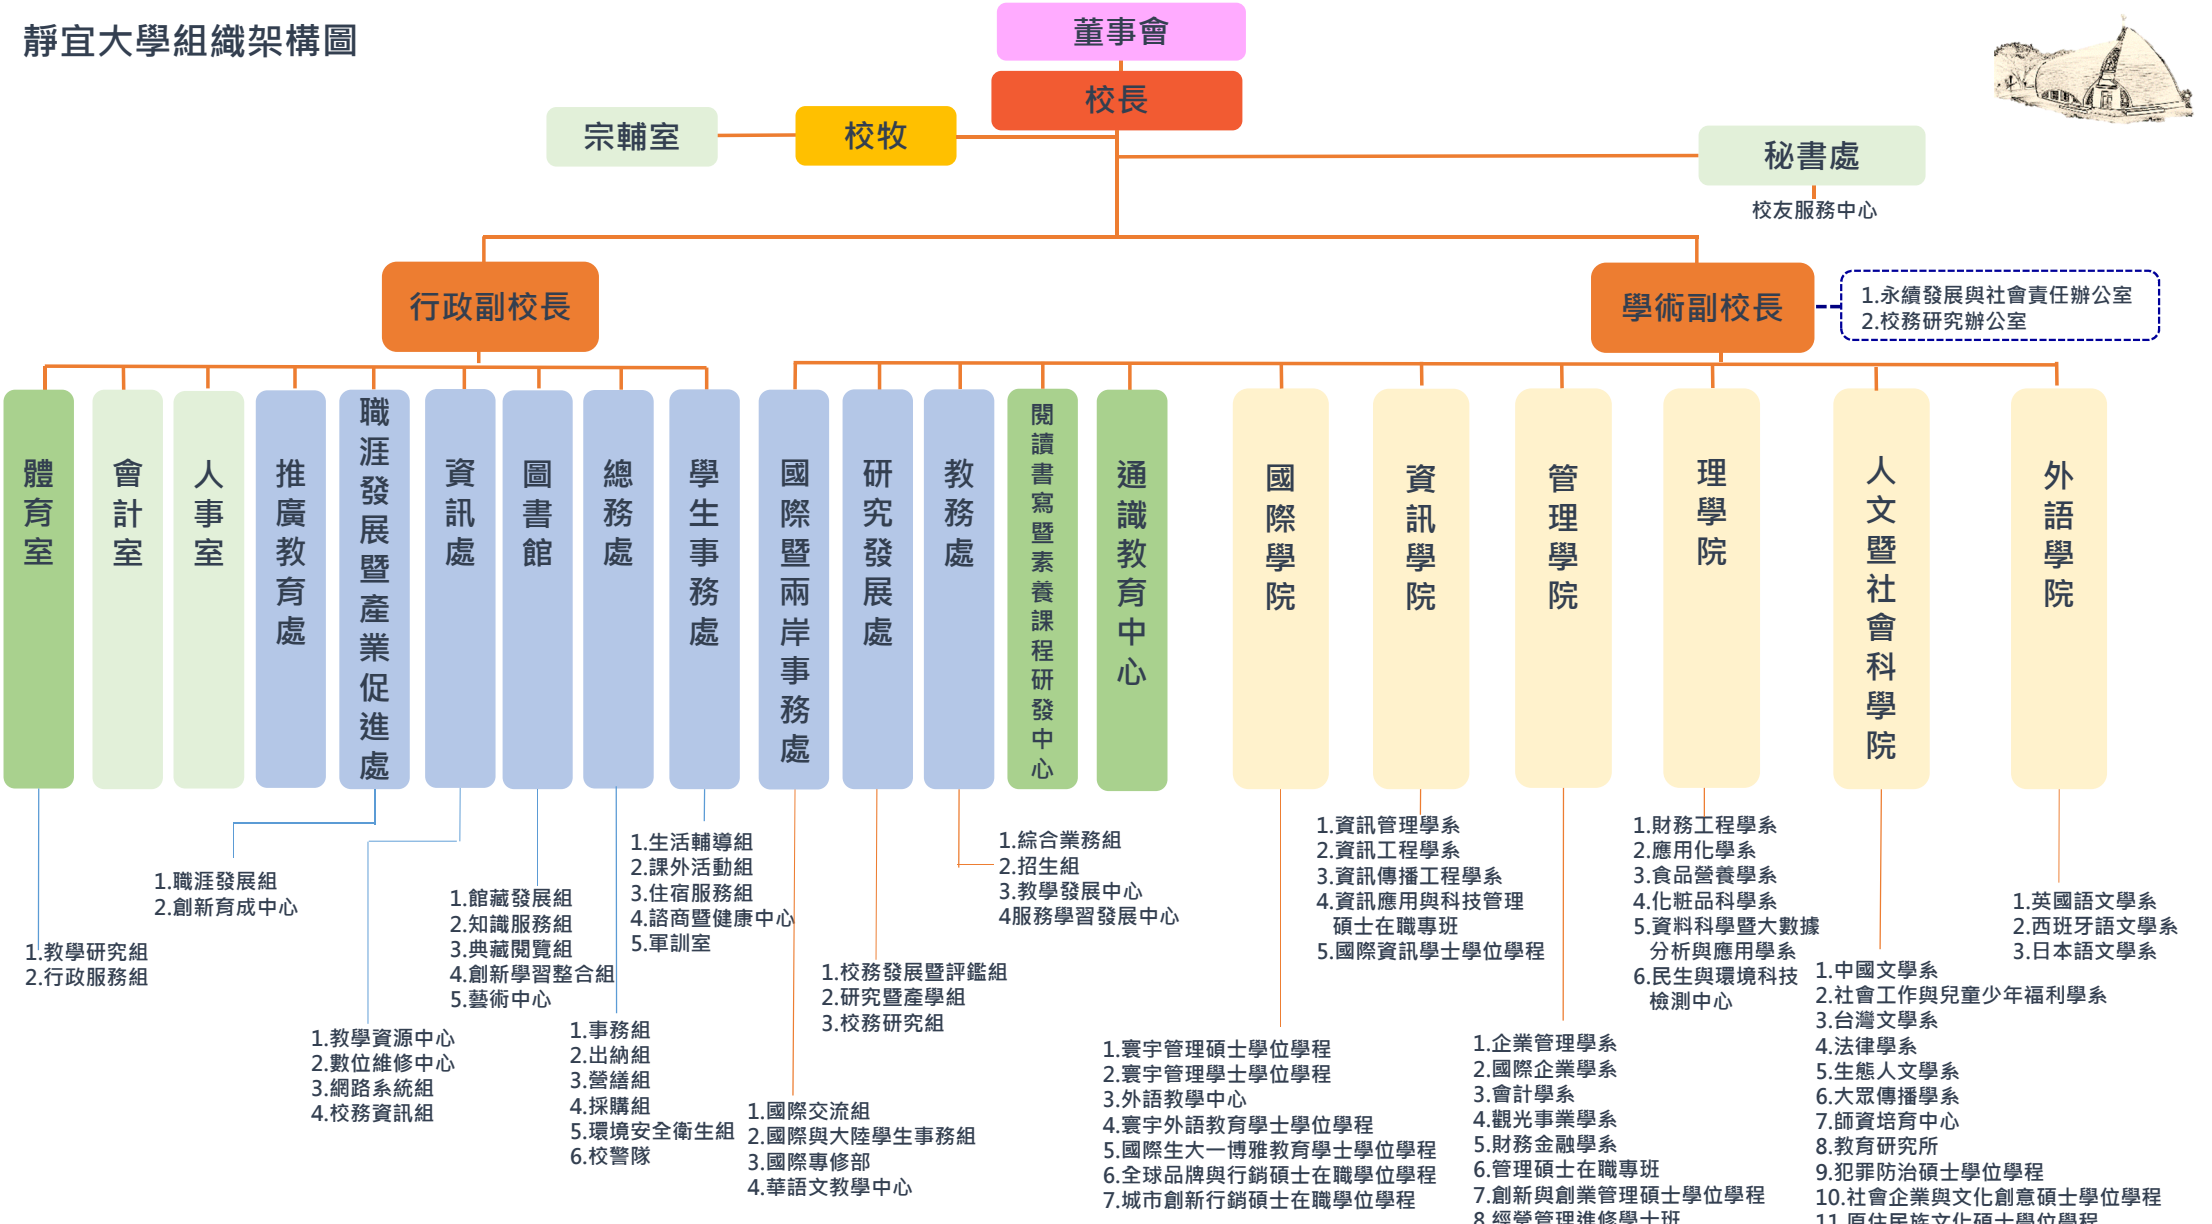 靜宜大學組織架構圖
董事會
校長
宗輔室
校牧
秘書處
校友服務中心
行政副校長
學術副校長
1.永續發展與社會責任辦公室
2.校務研究辦公室
體育室
會計室
人事室
推廣教育處
職涯發展暨產業促進處
資訊處
圖書館
總務處
學生事務處
國際暨兩岸事務處
研究發展處
教務處
閱讀書寫暨素養課程研發中心
通識教育中心
國際學院
資訊學院
管理學院
理學院
人文暨社會科學院
外語學院
1.教學研究組
2.行政服務組
1.職涯發展組
2.創新育成中心
1.教學資源中心
2.數位維修中心
3.網路系統組
4.校務資訊組
1.館藏發展組
2.知識服務組
3.典藏閱覽組
4.創新學習整合組
5.藝術中心
1.事務組
2.出納組
3.營繕組
4.採購組
5.環境安全衛生組
6.校警隊
1.生活輔導組
2.課外活動組
3.住宿服務組
4.諮商暨健康中心
5.軍訓室
1.國際交流組
2.國際與大陸學生事務組
3.國際專修部
4.華語文教學中心
1.校務發展暨評鑑組
2.研究暨產學組
3.校務研究組
1.綜合業務組
2.招生組
3.教學發展中心
4服務學習發展中心
1.寰宇管理碩士學位學程
2.寰宇管理學士學位學程
3.外語教學中心
4.寰宇外語教育學士學位學程
5.國際生大一博雅教育學士學位學程
6.全球品牌與行銷碩士在職學位學程
7.城市創新行銷碩士在職學位學程
1.資訊管理學系
2.資訊工程學系
3.資訊傳播工程學系
4.資訊應用與科技管理
碩士在職專班
5.國際資訊學士學位學程
1.企業管理學系
2.國際企業學系
3.會計學系
4.觀光事業學系
5.財務金融學系
6.管理碩士在職專班
7.創新與創業管理碩士學位學程
8.經營管理進修學士班
1.財務工程學系
2.應用化學系
3.食品營養學系
4.化粧品科學系
5.資料科學暨大數據
分析與應用學系
6.民生與環境科技
檢測中心
1.中國文學系
2.社會工作與兒童少年福利學系
3.台灣文學系
4.法律學系
5.生態人文學系
6.大眾傳播學系
7.師資培育中心
8.教育研究所
9.犯罪防治碩士學位學程
10.社會企業與文化創意碩士學位學程
11.原住民族文化碩士學位學程
1.英國語文學系
2.西班牙語文學系
3.日本語文學系